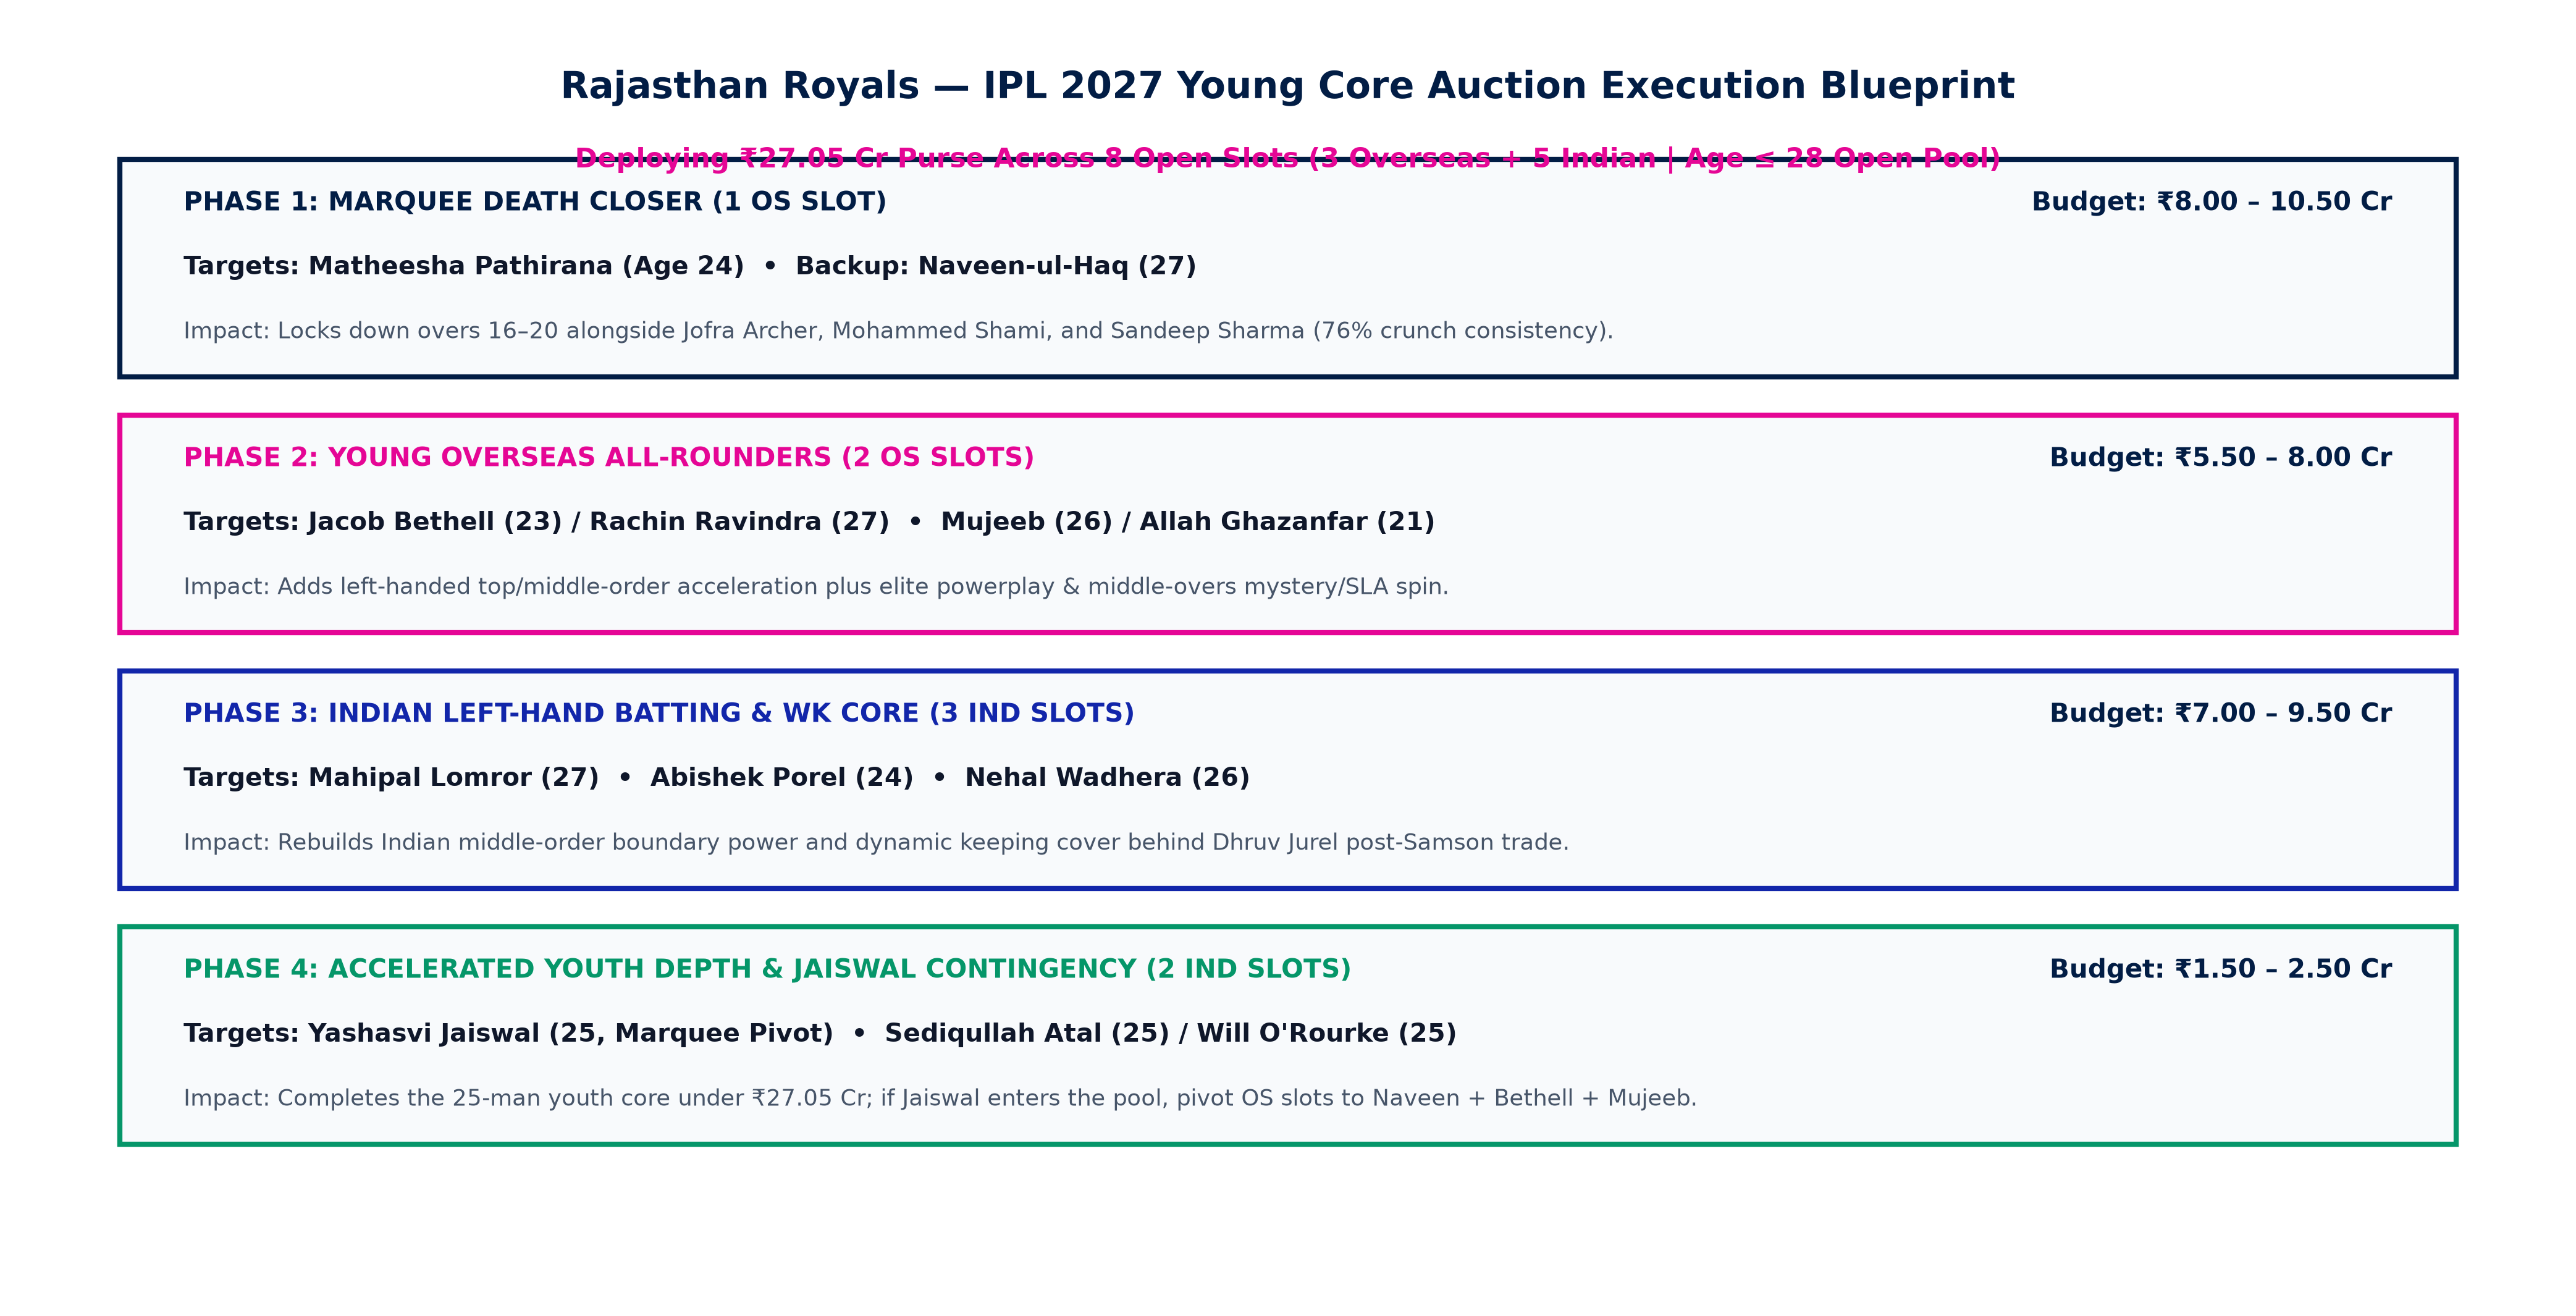 Rajasthan Royals — IPL 2027 Young Core Auction Execution Blueprint
Deploying ₹27.05 Cr Purse Across 8 Open Slots (3 Overseas + 5 Indian | Age ≤ 28 Open Pool)
PHASE 1: MARQUEE DEATH CLOSER (1 OS SLOT) Budget: ₹8.00 – 10.50 Cr
Targets: Matheesha Pathirana (Age 24) • Backup: Naveen-ul-Haq (27)
Impact: Locks down overs 16–20 alongside Jofra Archer, Mohammed Shami, and Sandeep Sharma (76% crunch consistency).
PHASE 2: YOUNG OVERSEAS ALL-ROUNDERS (2 OS SLOTS) Budget: ₹5.50 – 8.00 Cr
Targets: Jacob Bethell (23) / Rachin Ravindra (27) • Mujeeb (26) / Allah Ghazanfar (21)
Impact: Adds left-handed top/middle-order acceleration plus elite powerplay & middle-overs mystery/SLA spin.
PHASE 3: INDIAN LEFT-HAND BATTING & WK CORE (3 IND SLOTS) Budget: ₹7.00 – 9.50 Cr
Targets: Mahipal Lomror (27) • Abishek Porel (24) • Nehal Wadhera (26)
Impact: Rebuilds Indian middle-order boundary power and dynamic keeping cover behind Dhruv Jurel post-Samson trade.
PHASE 4: ACCELERATED YOUTH DEPTH & JAISWAL CONTINGENCY (2 IND SLOTS) Budget: ₹1.50 – 2.50 Cr
Targets: Yashasvi Jaiswal (25, Marquee Pivot) • Sediqullah Atal (25) / Will O'Rourke (25)
Impact: Completes the 25-man youth core under ₹27.05 Cr; if Jaiswal enters the pool, pivot OS slots to Naveen + Bethell + Mujeeb.